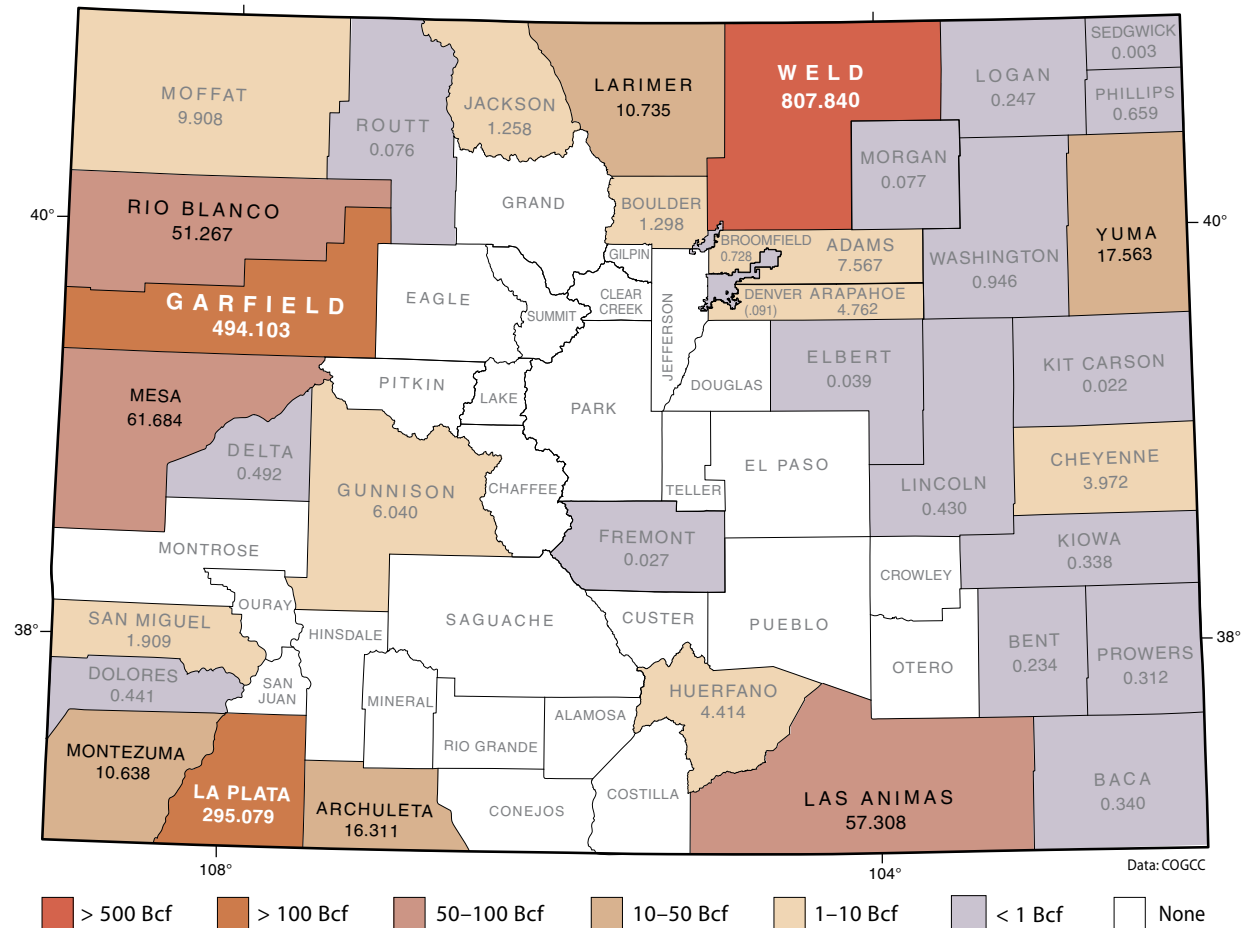 MOFFAT
9.908
ROUTT
0.076
JACKSON
1.258
LARIMER
10.735
WELD
807.840
LOGAN
0.247
SEDGWICK
0.003
PHILLIPS
0.659
MORGAN
0.077
40°
RIO BLANCO
51.267
GRAND
BOULDER
1.298
GILPIN
BROOMFIELD
0.728
ADAMS
7.567
WASHINGTON
0.946
YUMA
17.563
40°
GARFIELD
494.103
EAGLE
SUMMIT
CLEAR
CREEK
JEFFERSON
DENVER
(.091)
ARAPAHOE
4.762
MESA
61.684
PITKIN
LAKE
PARK
DOUGLAS
ELBERT
0.039
KIT CARSON
0.022
DELTA
0.492
GUNNISON
6.040
CHAFFEE
TELLER
EL PASO
LINCOLN
0.430
CHEYENNE
3.972
MONTROSE
FREMONT
0.027
KIOWA
0.338
CROWLEY
OURAY
38°
SAN MIGUEL
1.909
HINSDALE
SAGUACHE
CUSTER
PUEBLO
OTERO
BENT
0.234
PROWERS
0.312
38°
DOLORES
0.441
SAN
JUAN
MINERAL
RIO GRANDE
ALAMOSA
HUERFANO
4.414
MONTEZUMA
10.638
LA PLATA
295.079
ARCHULETA
16.311
CONEJOS
COSTILLA
LAS ANIMAS
57.308
BACA
0.340
108°
104°
Data: COGCC
> 500 Bcf
> 100 Bcf
50–100 Bcf
10–50 Bcf
1–10 Bcf
< 1 Bcf
None